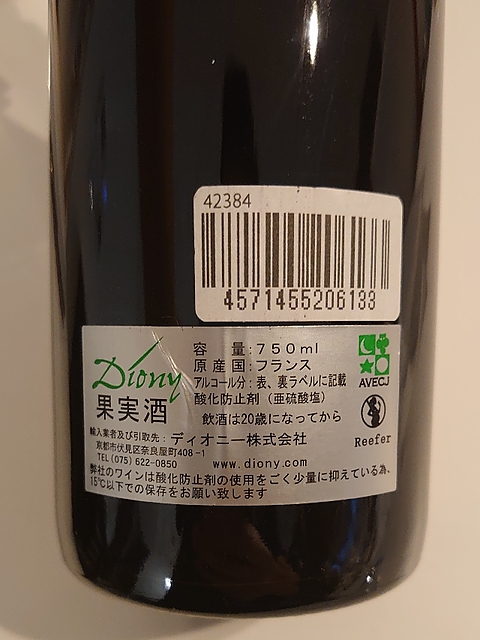 42384
4571455206133
Diony
果実酒
容　量:750ml
原産国:フランス
アルコール分:表、裏ラベルに記載
酸化防止剤（亜硫酸塩）
飲酒は20歳になってから
AVECJ
Reefer
輸入業者及び引取先:ディオニー株式会社
京都市伏見区奈良屋町408-1
TEL(075)622-0850　www.diony.com
弊社のワインは酸化防止剤の使用をごく少量に抑えている為、
15℃以下での保存をお願い致します